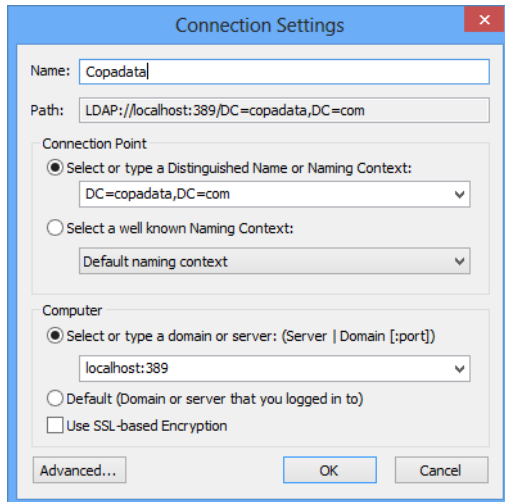 Connection Settings
Name: Copadata
Path: LDAP://localhost:389/DC=copadata,DC=com
Connection Point
Select or type a Distinguished Name or Naming Context:
DC=copadata,DC=com
Select a well known Naming Context:
Default naming context
Computer
Select or type a domain or server: (Server | Domain [:port])
localhost:389
Default (Domain or server that you logged in to)
Use SSL-based Encryption
Advanced... OK Cancel